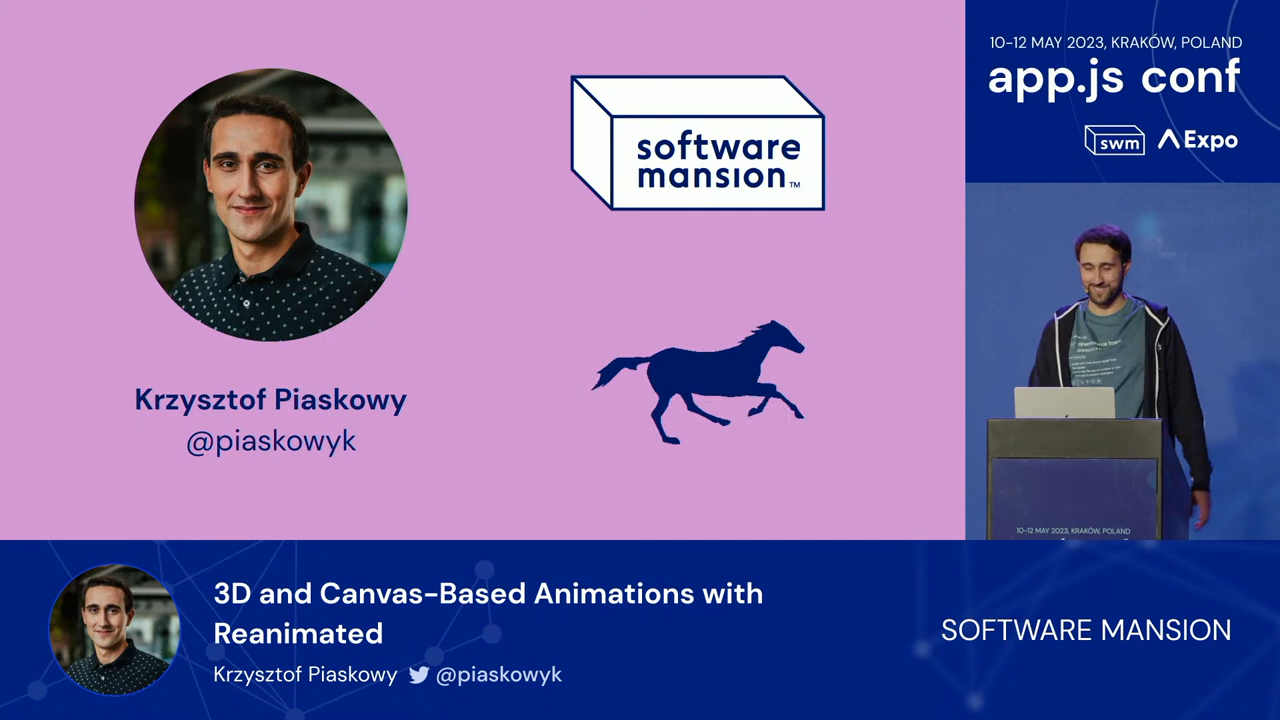 software
mansion™
Krzysztof Piaskowy
@piaskowyk
10-12 MAY 2023, KRAKÓW, POLAND
app.js conf
swm
Expo
10-12 MAY 2023, KRAKÓW, POLAND
3D and Canvas-Based Animations with
Reanimated
Krzysztof Piaskowy @piaskowyk
SOFTWARE MANSION